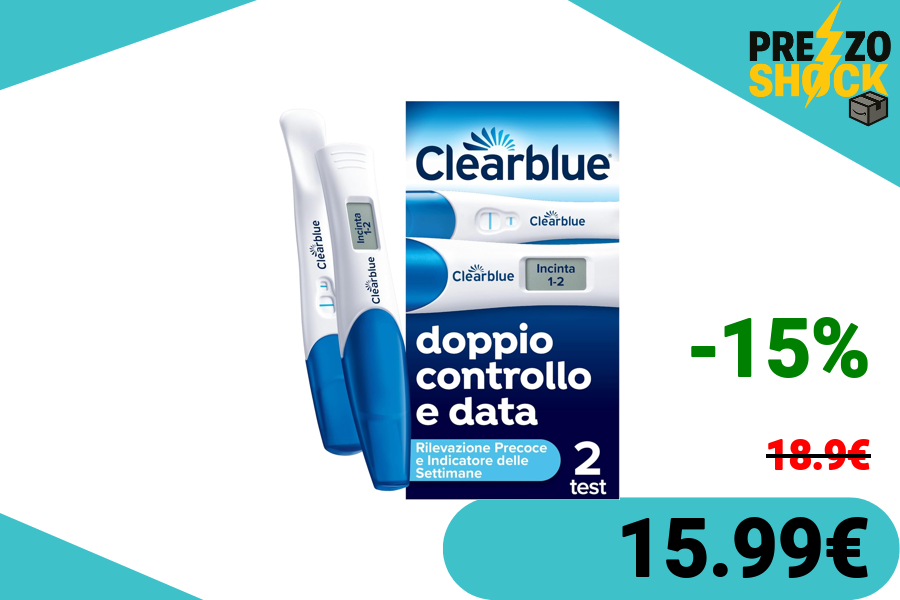 PREZZO
SHOCK
Clearblue
Clearblue
Clearblue
Incinta
1-2
doppio
controllo
e data
Rilevazione Precoce
e Indicatore delle
Settimane
2
test
Clearblue
Incinta
1-2
Clearblue
-15%
18.9€
15.99€